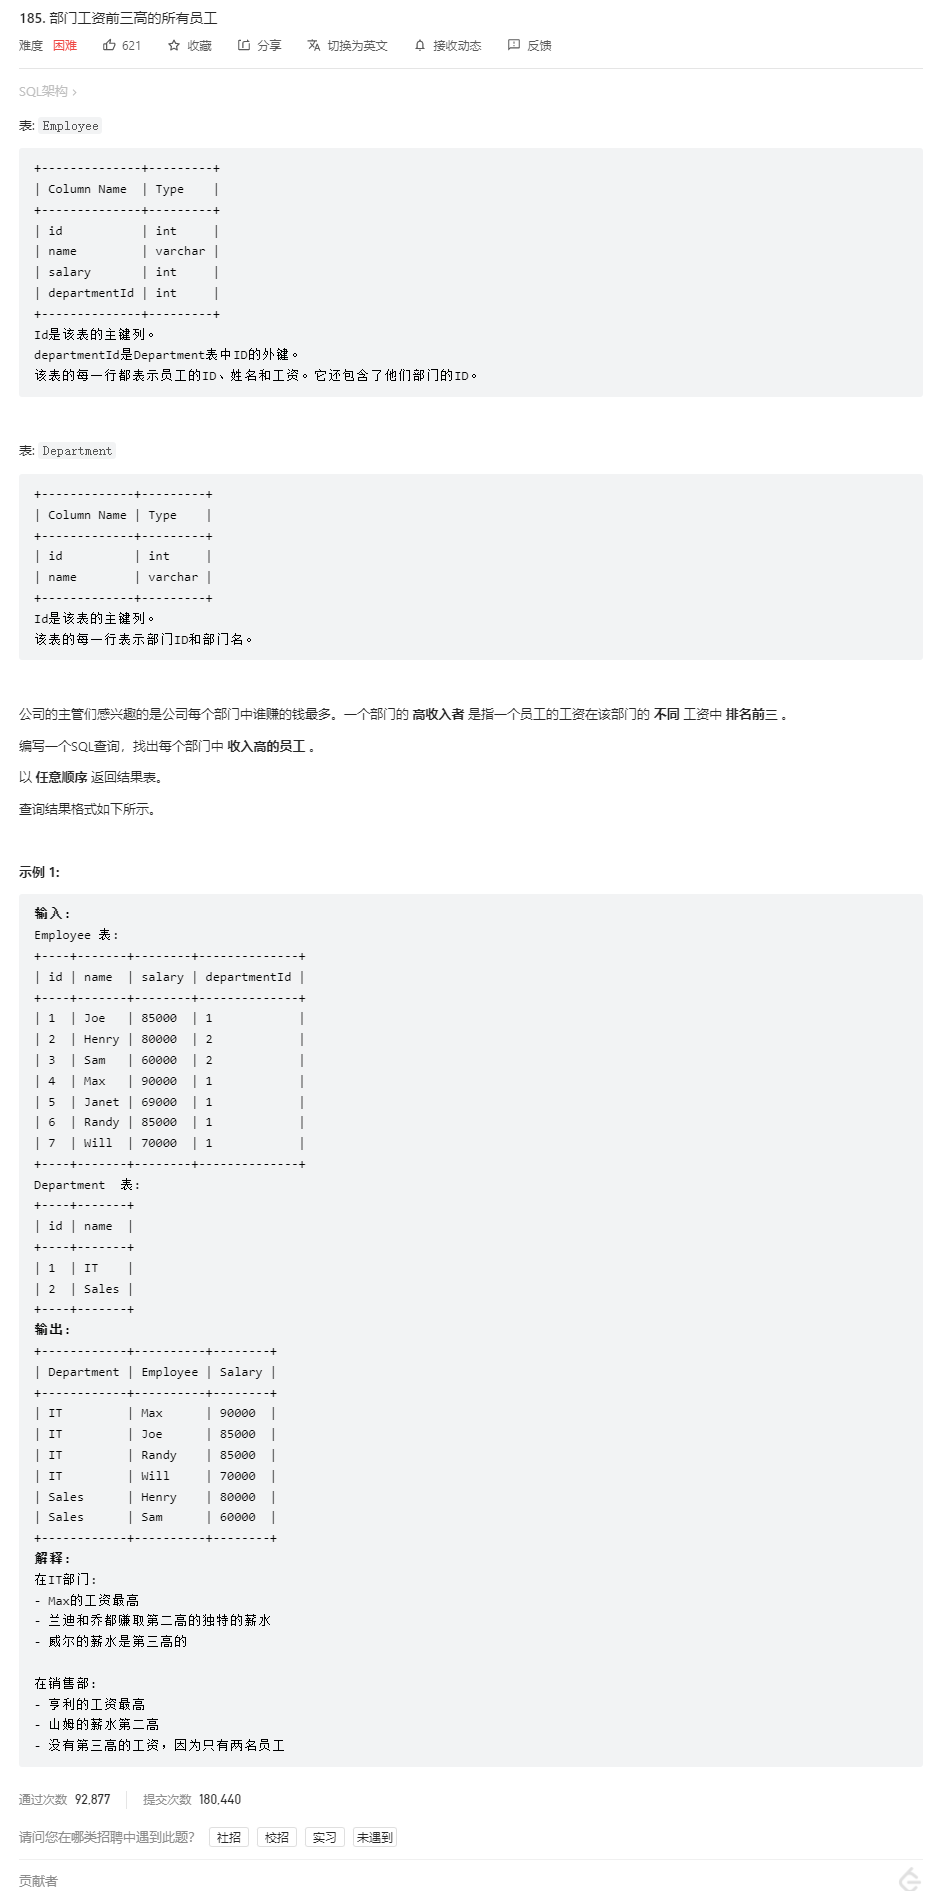 185. 部门工资前三高的所有员工
难度 困难 621 收藏 分享 切换为英文 接收动态 反馈
SQL架构 ›
表: Employee
+--------------+---------+
| Column Name  | Type    |
+--------------+---------+
| id           | int     |
| name         | varchar |
| salary       | int     |
| departmentId | int     |
+--------------+---------+
Id是该表的主键列。
departmentId是Department表中ID的外键。
该表的每一行都表示员工的ID、姓名和工资。它还包含了他们部门的ID。
表: Department
+-------------+---------+
| Column Name | Type    |
+-------------+---------+
| id          | int     |
| name        | varchar |
+-------------+---------+
Id是该表的主键列。
该表的每一行表示部门ID和部门名。
公司的主管们感兴趣的是公司每个部门中谁赚的钱最多。一个部门的 高收入者 是指一个员工的工资在该部门的 不同 工资中 排名前三 。
编写一个SQL查询，找出每个部门中 收入高的员工 。
以 任意顺序 返回结果表。
查询结果格式如下所示。
示例 1:
输入：
Employee 表:
+----+-------+--------+--------------+
| id | name  | salary | departmentId |
+----+-------+--------+--------------+
| 1  | Joe   | 85000  | 1            |
| 2  | Henry | 80000  | 2            |
| 3  | Sam   | 60000  | 2            |
| 4  | Max   | 90000  | 1            |
| 5  | Janet | 69000  | 1            |
| 6  | Randy | 85000  | 1            |
| 7  | Will  | 70000  | 1            |
+----+-------+--------+--------------+
Department  表:
+----+-------+
| id | name  |
+----+-------+
| 1  | IT    |
| 2  | Sales |
+----+-------+
输出：
+------------+----------+--------+
| Department | Employee | Salary |
+------------+----------+--------+
| IT         | Max      | 90000  |
| IT         | Joe      | 85000  |
| IT         | Randy    | 85000  |
| IT         | Will     | 70000  |
| Sales      | Henry    | 80000  |
| Sales      | Sam      | 60000  |
+------------+----------+--------+
解释：
在IT部门:
- Max的工资最高
- 兰迪和乔都赚取第二高的独特的薪水
- 威尔的薪水是第三高的
在销售部:
- 亨利的工资最高
- 山姆的薪水第二高
- 没有第三高的工资，因为只有两名员工
通过次数 92,877 提交次数 180,440
请问您在哪类招聘中遇到此题？ 社招 校招 实习 未遇到
贡献者